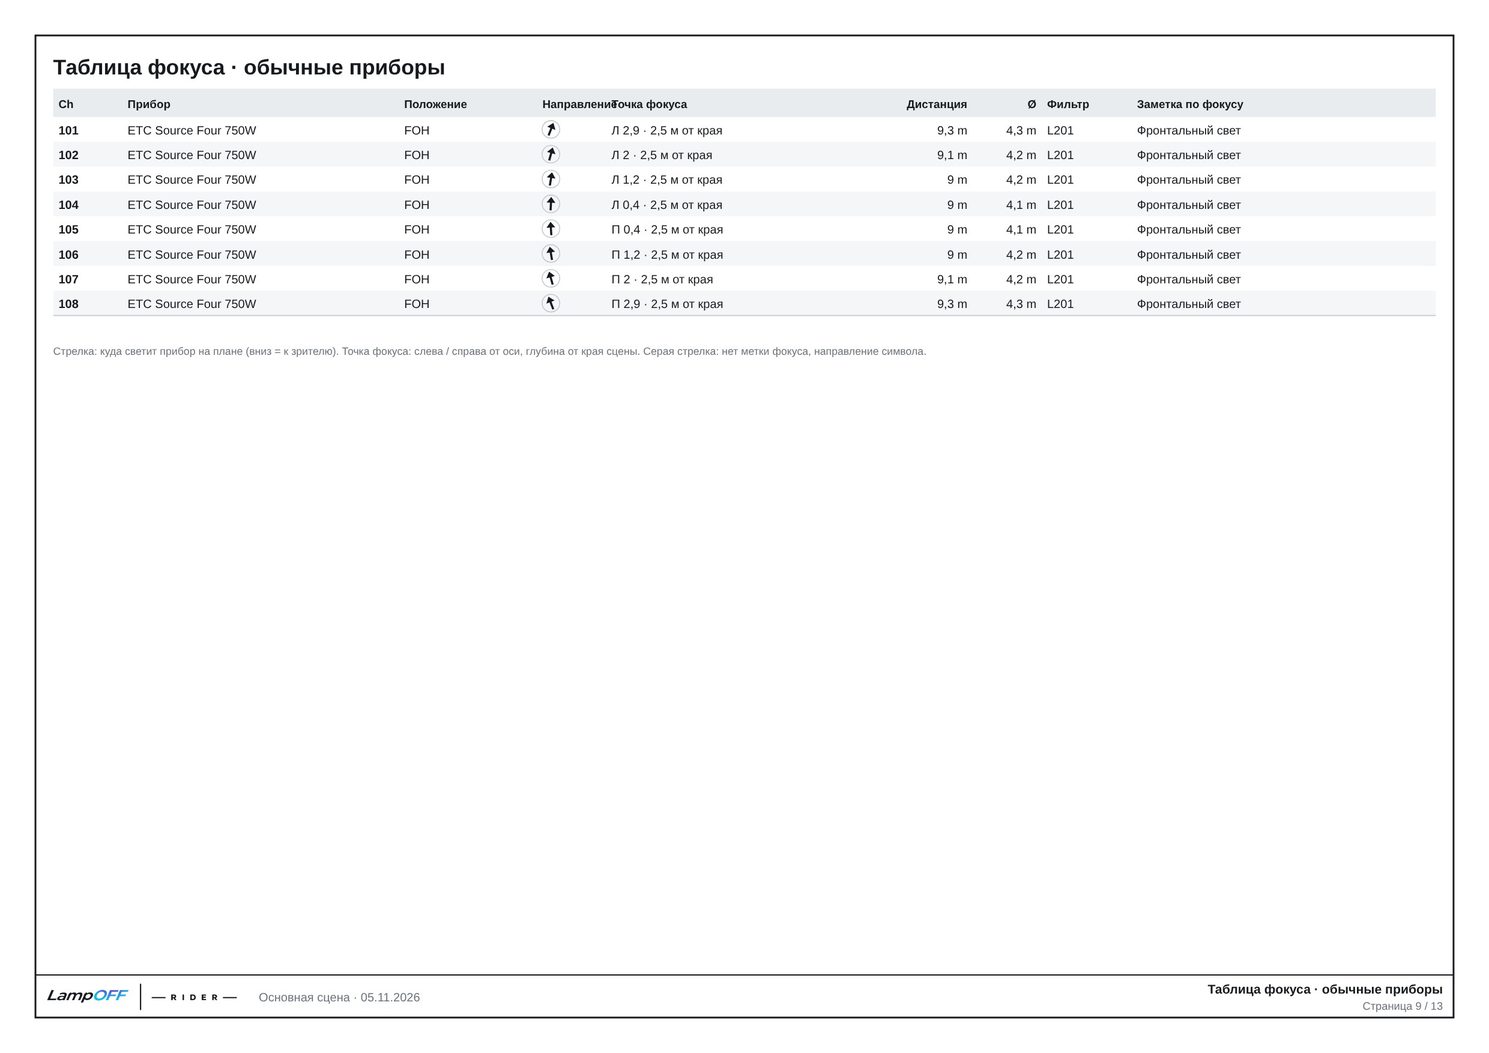 Таблица фокуса · обычные приборы
Ch Прибор Положение Направление Точка фокуса Дистанция Ø Фильтр Заметка по фокусу
101 ETC Source Four 750W FOH Л 2,9 · 2,5 м от края 9,3 m 4,3 m L201 Фронтальный свет
102 ETC Source Four 750W FOH Л 2 · 2,5 м от края 9,1 m 4,2 m L201 Фронтальный свет
103 ETC Source Four 750W FOH Л 1,2 · 2,5 м от края 9 m 4,2 m L201 Фронтальный свет
104 ETC Source Four 750W FOH Л 0,4 · 2,5 м от края 9 m 4,1 m L201 Фронтальный свет
105 ETC Source Four 750W FOH П 0,4 · 2,5 м от края 9 m 4,1 m L201 Фронтальный свет
106 ETC Source Four 750W FOH П 1,2 · 2,5 м от края 9 m 4,2 m L201 Фронтальный свет
107 ETC Source Four 750W FOH П 2 · 2,5 м от края 9,1 m 4,2 m L201 Фронтальный свет
108 ETC Source Four 750W FOH П 2,9 · 2,5 м от края 9,3 m 4,3 m L201 Фронтальный свет
Стрелка: куда светит прибор на плане (вниз = к зрителю). Точка фокуса: слева / справа от оси, глубина от края сцены. Серая стрелка: нет метки фокуса, направление символа.
LampOFF RIDER Основная сцена · 05.11.2026
Таблица фокуса · обычные приборы
Страница 9 / 13